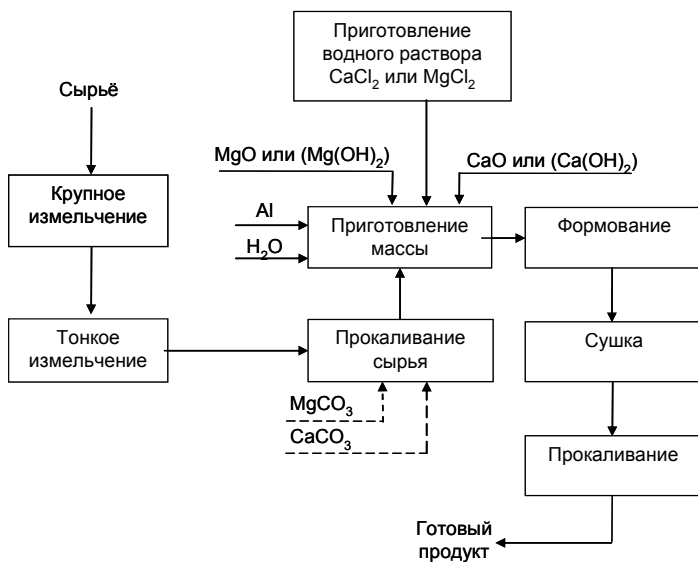 Приготовление
водного раствора
CaCl₂ или MgCl₂
Сырьё
MgO или (Mg(OH)₂)
CaO или (Ca(OH)₂)
Крупное
измельчение
Al
H₂O
Приготовление
массы
Формование
Тонкое
измельчение
Прокаливание
сырья
Сушка
MgCO₃
CaCO₃
Прокаливание
Готовый
продукт